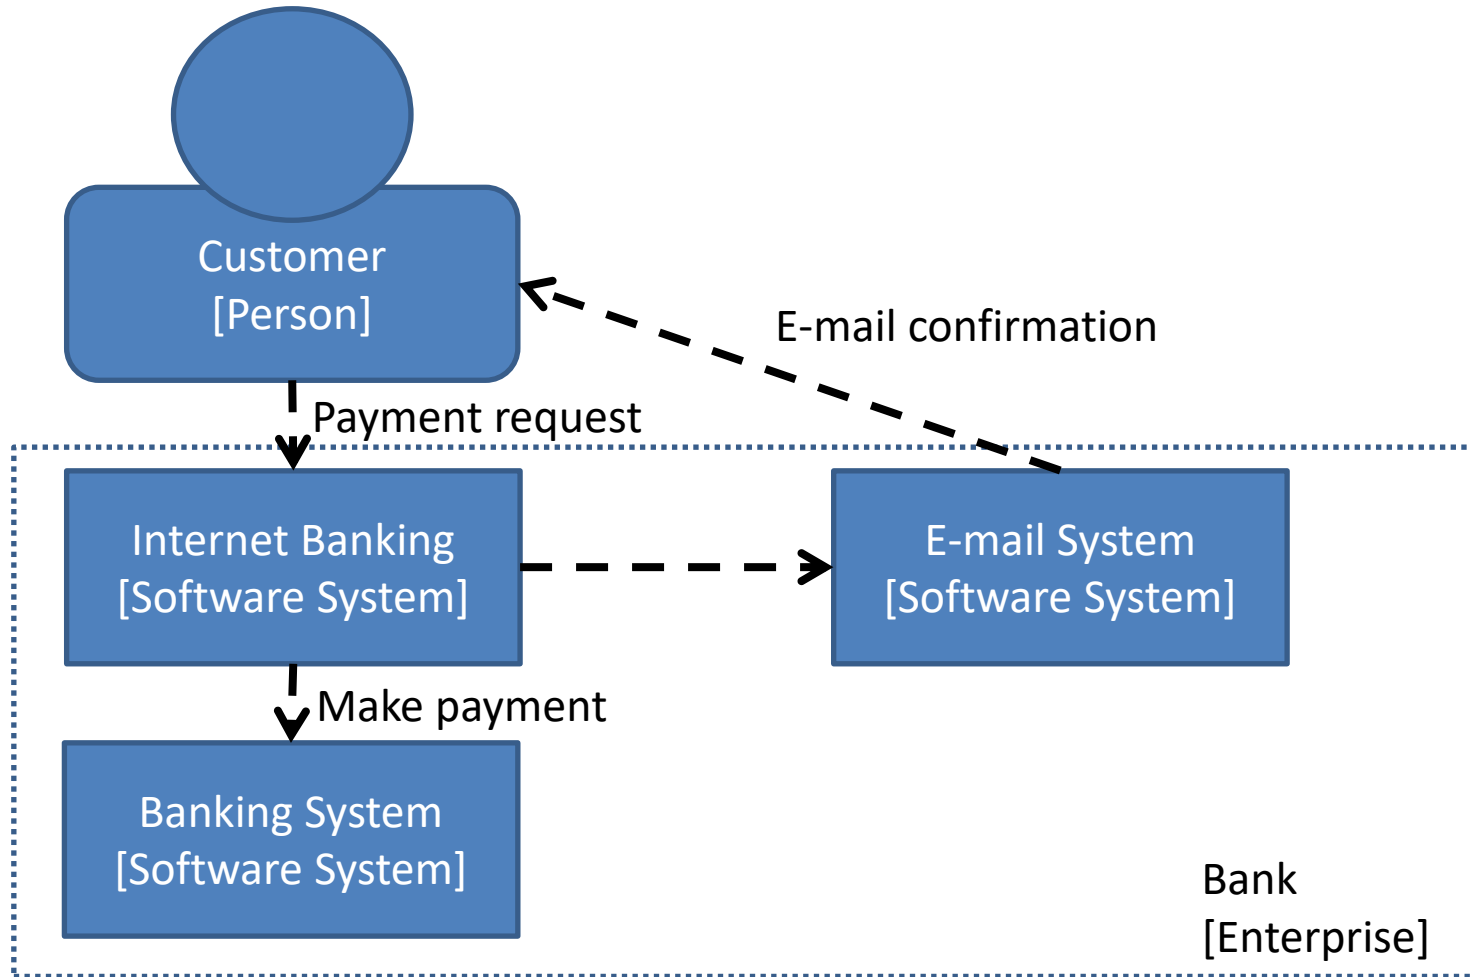 Customer
[Person]
E-mail confirmation
Payment request
Internet Banking
[Software System]
E-mail System
[Software System]
Make payment
Banking System
[Software System]
Bank
[Enterprise]